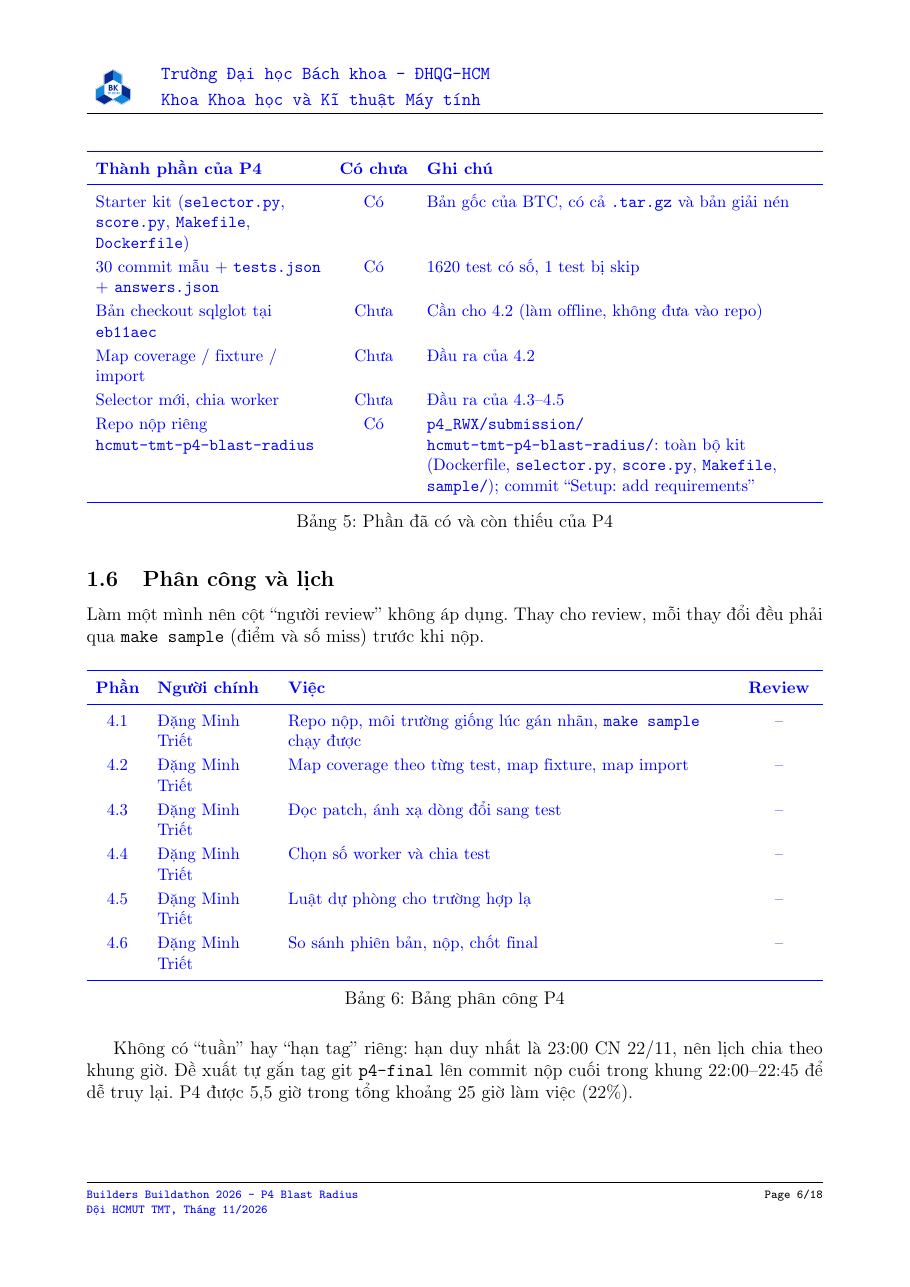 BK
Trường Đại học Bách khoa - ĐHQG-HCM
Khoa Khoa học và Kĩ thuật Máy tính
Thành phần của P4 Có chưa Ghi chú
Starter kit (selector.py, Có Bản gốc của BTC, có cả .tar.gz và bản giải nén
score.py, Makefile,
Dockerfile)
30 commit mẫu + tests.json Có 1620 test có số, 1 test bị skip
+ answers.json
Bản checkout sqlglot tại Chưa Cần cho 4.2 (làm offline, không đưa vào repo)
eb11aec
Map coverage / fixture / Chưa Đầu ra của 4.2
import
Selector mới, chia worker Chưa Đầu ra của 4.3–4.5
Repo nộp riêng Có p4_RWX/submission/
hcmut-tmt-p4-blast-radius hcmut-tmt-p4-blast-radius/: toàn bộ kit
(Dockerfile, selector.py, score.py, Makefile,
sample/); commit “Setup: add requirements”
Bảng 5: Phần đã có và còn thiếu của P4
1.6 Phân công và lịch
Làm một mình nên cột “người review” không áp dụng. Thay cho review, mỗi thay đổi đều phải
qua make sample (điểm và số miss) trước khi nộp.
Phần Người chính Việc Review
4.1 Đặng Minh Repo nộp, môi trường giống lúc gán nhãn, make sample –
Triết chạy được
4.2 Đặng Minh Map coverage theo từng test, map fixture, map import –
Triết
4.3 Đặng Minh Đọc patch, ánh xạ dòng đổi sang test –
Triết
4.4 Đặng Minh Chọn số worker và chia test –
Triết
4.5 Đặng Minh Luật dự phòng cho trường hợp lạ –
Triết
4.6 Đặng Minh So sánh phiên bản, nộp, chốt final –
Triết
Bảng 6: Bảng phân công P4
Không có “tuần” hay “hạn tag” riêng: hạn duy nhất là 23:00 CN 22/11, nên lịch chia theo
khung giờ. Đề xuất tự gắn tag git p4-final lên commit nộp cuối trong khung 22:00–22:45 để
dễ truy lại. P4 được 5,5 giờ trong tổng khoảng 25 giờ làm việc (22%).
Builders Buildathon 2026 - P4 Blast Radius Page 6/18
Đội HCMUT TMT, Tháng 11/2026